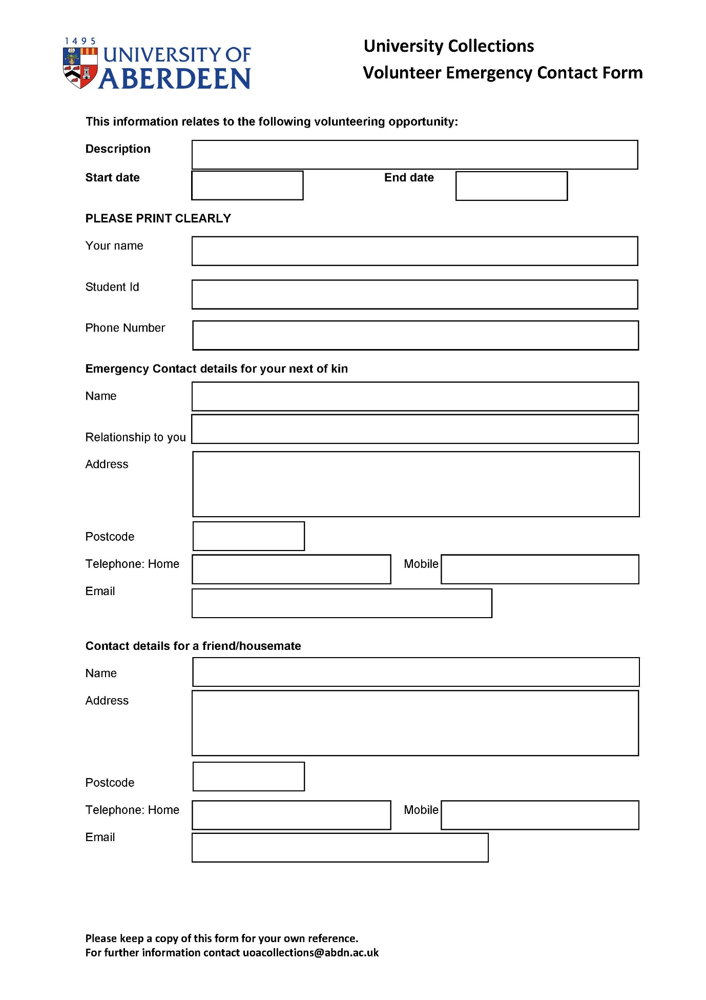 1495
UNIVERSITY OF
ABERDEEN
University Collections
Volunteer Emergency Contact Form
This information relates to the following volunteering opportunity:
Description
Start date End date
PLEASE PRINT CLEARLY
Your name
Student Id
Phone Number
Emergency Contact details for your next of kin
Name
Relationship to you
Address
Postcode
Telephone: Home Mobile
Email
Contact details for a friend/housemate
Name
Address
Postcode
Telephone: Home Mobile
Email
Please keep a copy of this form for your own reference.
For further information contact uoacollections@abdn.ac.uk